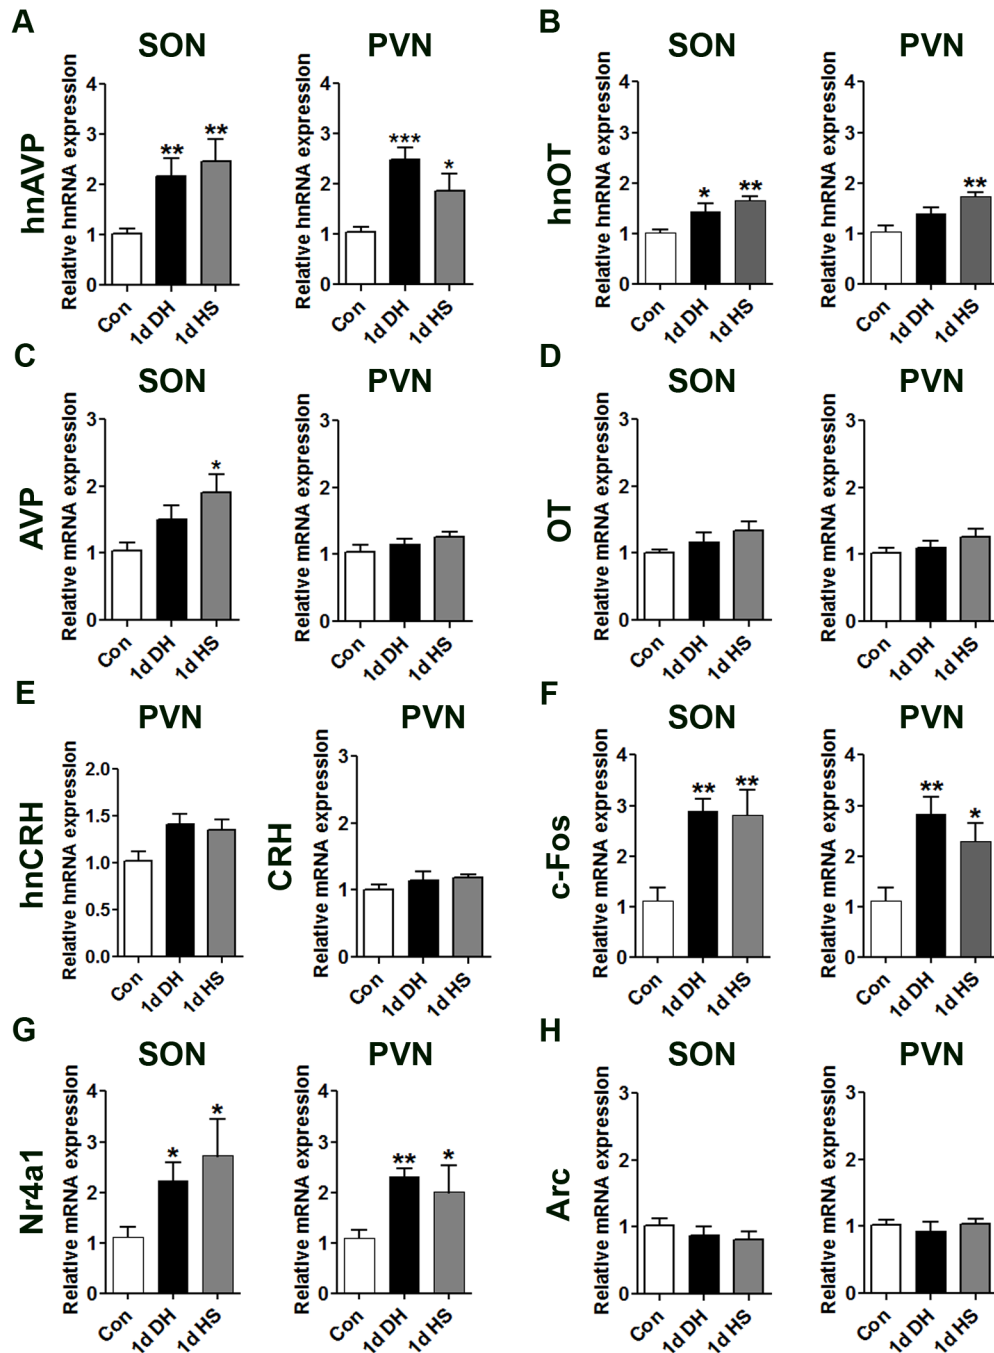 A
SON
PVN
hnAVP
Relative hnRNA expression
4
3
2
1
0
**
**
Con
1d DH
1d HS
Relative hnRNA expression
4
3
2
1
0
***
*
Con
1d DH
1d HS
B
SON
PVN
hnOT
Relative hnRNA expression
4
3
2
1
0
*
**
Con
1d DH
1d HS
Relative hnRNA expression
4
3
2
1
0
**
Con
1d DH
1d HS
C
SON
PVN
AVP
Relative mRNA expression
3
2
1
0
*
Con
1d DH
1d HS
Relative mRNA expression
3
2
1
0
Con
1d DH
1d HS
D
SON
PVN
OT
Relative mRNA expression
3
2
1
0
Con
1d DH
1d HS
Relative mRNA expression
3
2
1
0
Con
1d DH
1d HS
E
PVN
hnCRH
Relative hnRNA expression
2.0
1.5
1.0
0.5
0.0
Con
1d DH
1d HS
PVN
CRH
Relative mRNA expression
3
2
1
0
Con
1d DH
1d HS
F
SON
PVN
c-Fos
Relative mRNA expression
4
3
2
1
0
**
**
Con
1d DH
1d HS
Relative mRNA expression
4
3
2
1
0
**
*
Con
1d DH
1d HS
G
SON
PVN
Nr4a1
Relative mRNA expression
4
3
2
1
0
*
*
Con
1d DH
1d HS
Relative mRNA expression
4
3
2
1
0
**
*
Con
1d DH
1d HS
H
SON
PVN
Arc
Relative mRNA expression
3
2
1
0
Con
1d DH
1d HS
Relative mRNA expression
3
2
1
0
Con
1d DH
1d HS